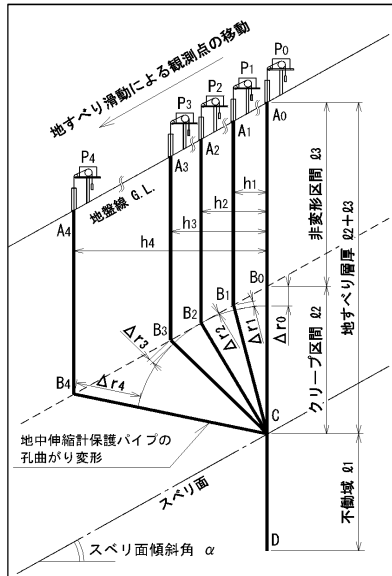 地すべり滑動による観測点の移動
P0
P1
P2
P3
P4
A0
A1
A2
A3
A4
地盤線 G.L.
h1
h2
h3
h4
B0
B1
B2
B3
B4
Δr0
Δr1
Δr2
Δr3
Δr4
C
D
非変形区間 ℓ3
クリープ区間 ℓ2
地すべり層厚 ℓ2+ℓ3
不働域 ℓ1
地中伸縮計保護パイプの
孔曲がり変形
スベリ面
スベリ面傾斜角 α